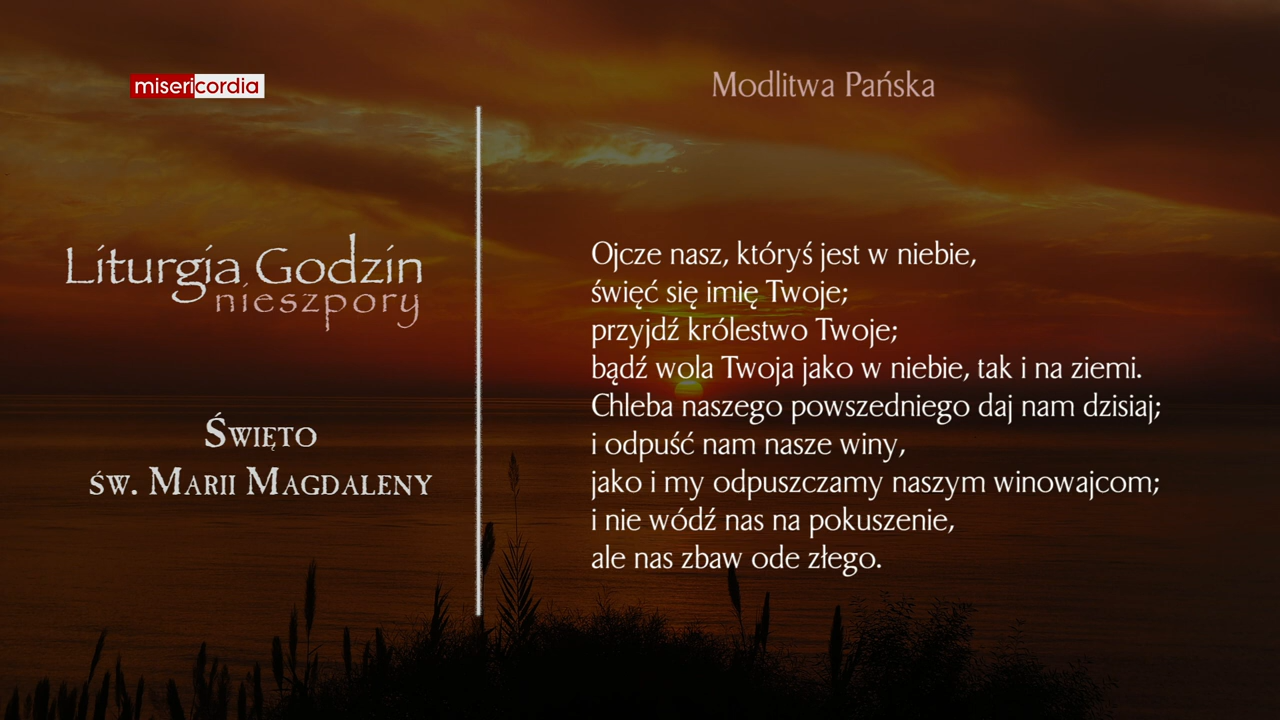 misericordia
Modlitwa Pańska
Liturgia Godzin
nieszpory
Święto
św. Marii Magdaleny
Ojcze nasz, któryś jest w niebie,
święć się imię Twoje;
przyjdź królestwo Twoje;
bądź wola Twoja jako w niebie, tak i na ziemi.
Chleba naszego powszedniego daj nam dzisiaj;
i odpuść nam nasze winy,
jako i my odpuszczamy naszym winowajcom;
i nie wódź nas na pokuszenie,
ale nas zbaw ode złego.